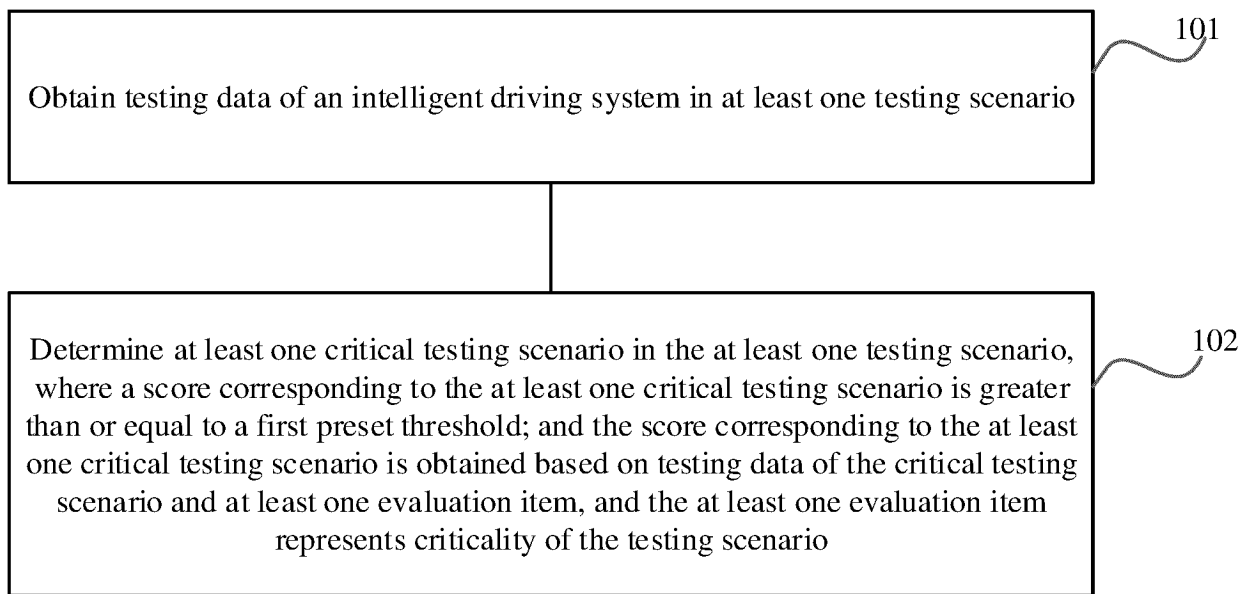 101
Obtain testing data of an intelligent driving system in at least one testing scenario
102
Determine at least one critical testing scenario in the at least one testing scenario,
where a score corresponding to the at least one critical testing scenario is greater
than or equal to a first preset threshold; and the score corresponding to the at least
one critical testing scenario is obtained based on testing data of the critical testing
scenario and at least one evaluation item, and the at least one evaluation item
represents criticality of the testing scenario